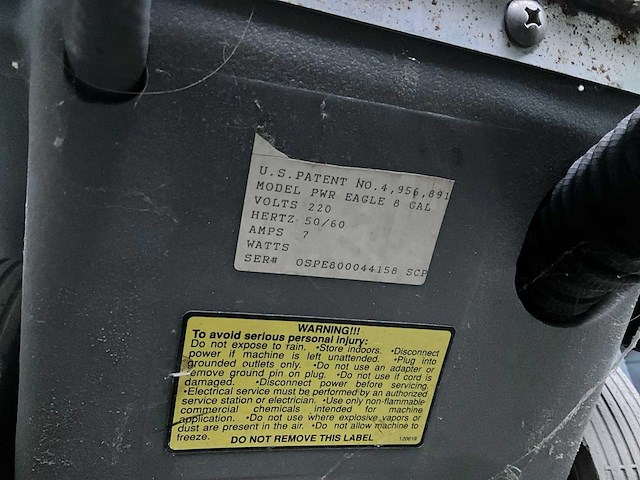 U.S. PATENT NO. 4,956,891
MODEL PWR EAGLE 8 GAL
VOLTS 220
HERTZ 50/60
AMPS 7
WATTS
SER# OSPE800044158 SCP
WARNING!!!
To avoid serious personal injury:
Do not expose to rain. •Store indoors. •Disconnect
power if machine is left unattended. •Plug into
grounded outlets only. •Do not use an adapter or
remove ground pin on plug. •Do not use if cord is
damaged. •Disconnect power before servicing.
•Electrical service must be performed by an authorized
service station or electrician. •Use only non-flammable
commercial chemicals intended for machine
application. •Do not use where explosive vapors or
dust are present in the air. •Do not allow machine to
freeze.
DO NOT REMOVE THIS LABEL
120619